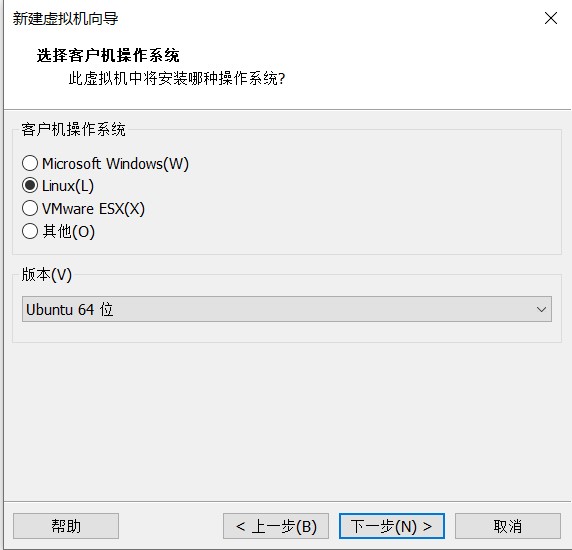 新建虚拟机向导
选择客户机操作系统
此虚拟机中将安装哪种操作系统?
客户机操作系统
Microsoft Windows(W)
Linux(L)
VMware ESX(X)
其他(O)
版本(V)
Ubuntu 64 位
帮助
< 上一步(B)
下一步(N) >
取消